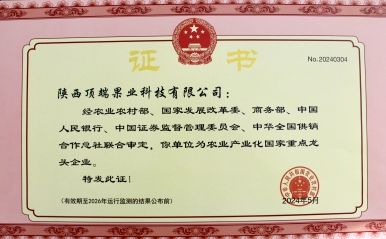 证书
No.20240304
陕西顶端果业科技有限公司：
经农业农村部、国家发展改革委、商务部、中国
人民银行、中国证券监督管理委员会、中华全国供销
合作总社联合审定，你单位为农业产业化国家重点龙
头企业。
特发此证！
（有效期至2026年运行监测的结果公布前）
2024年5月